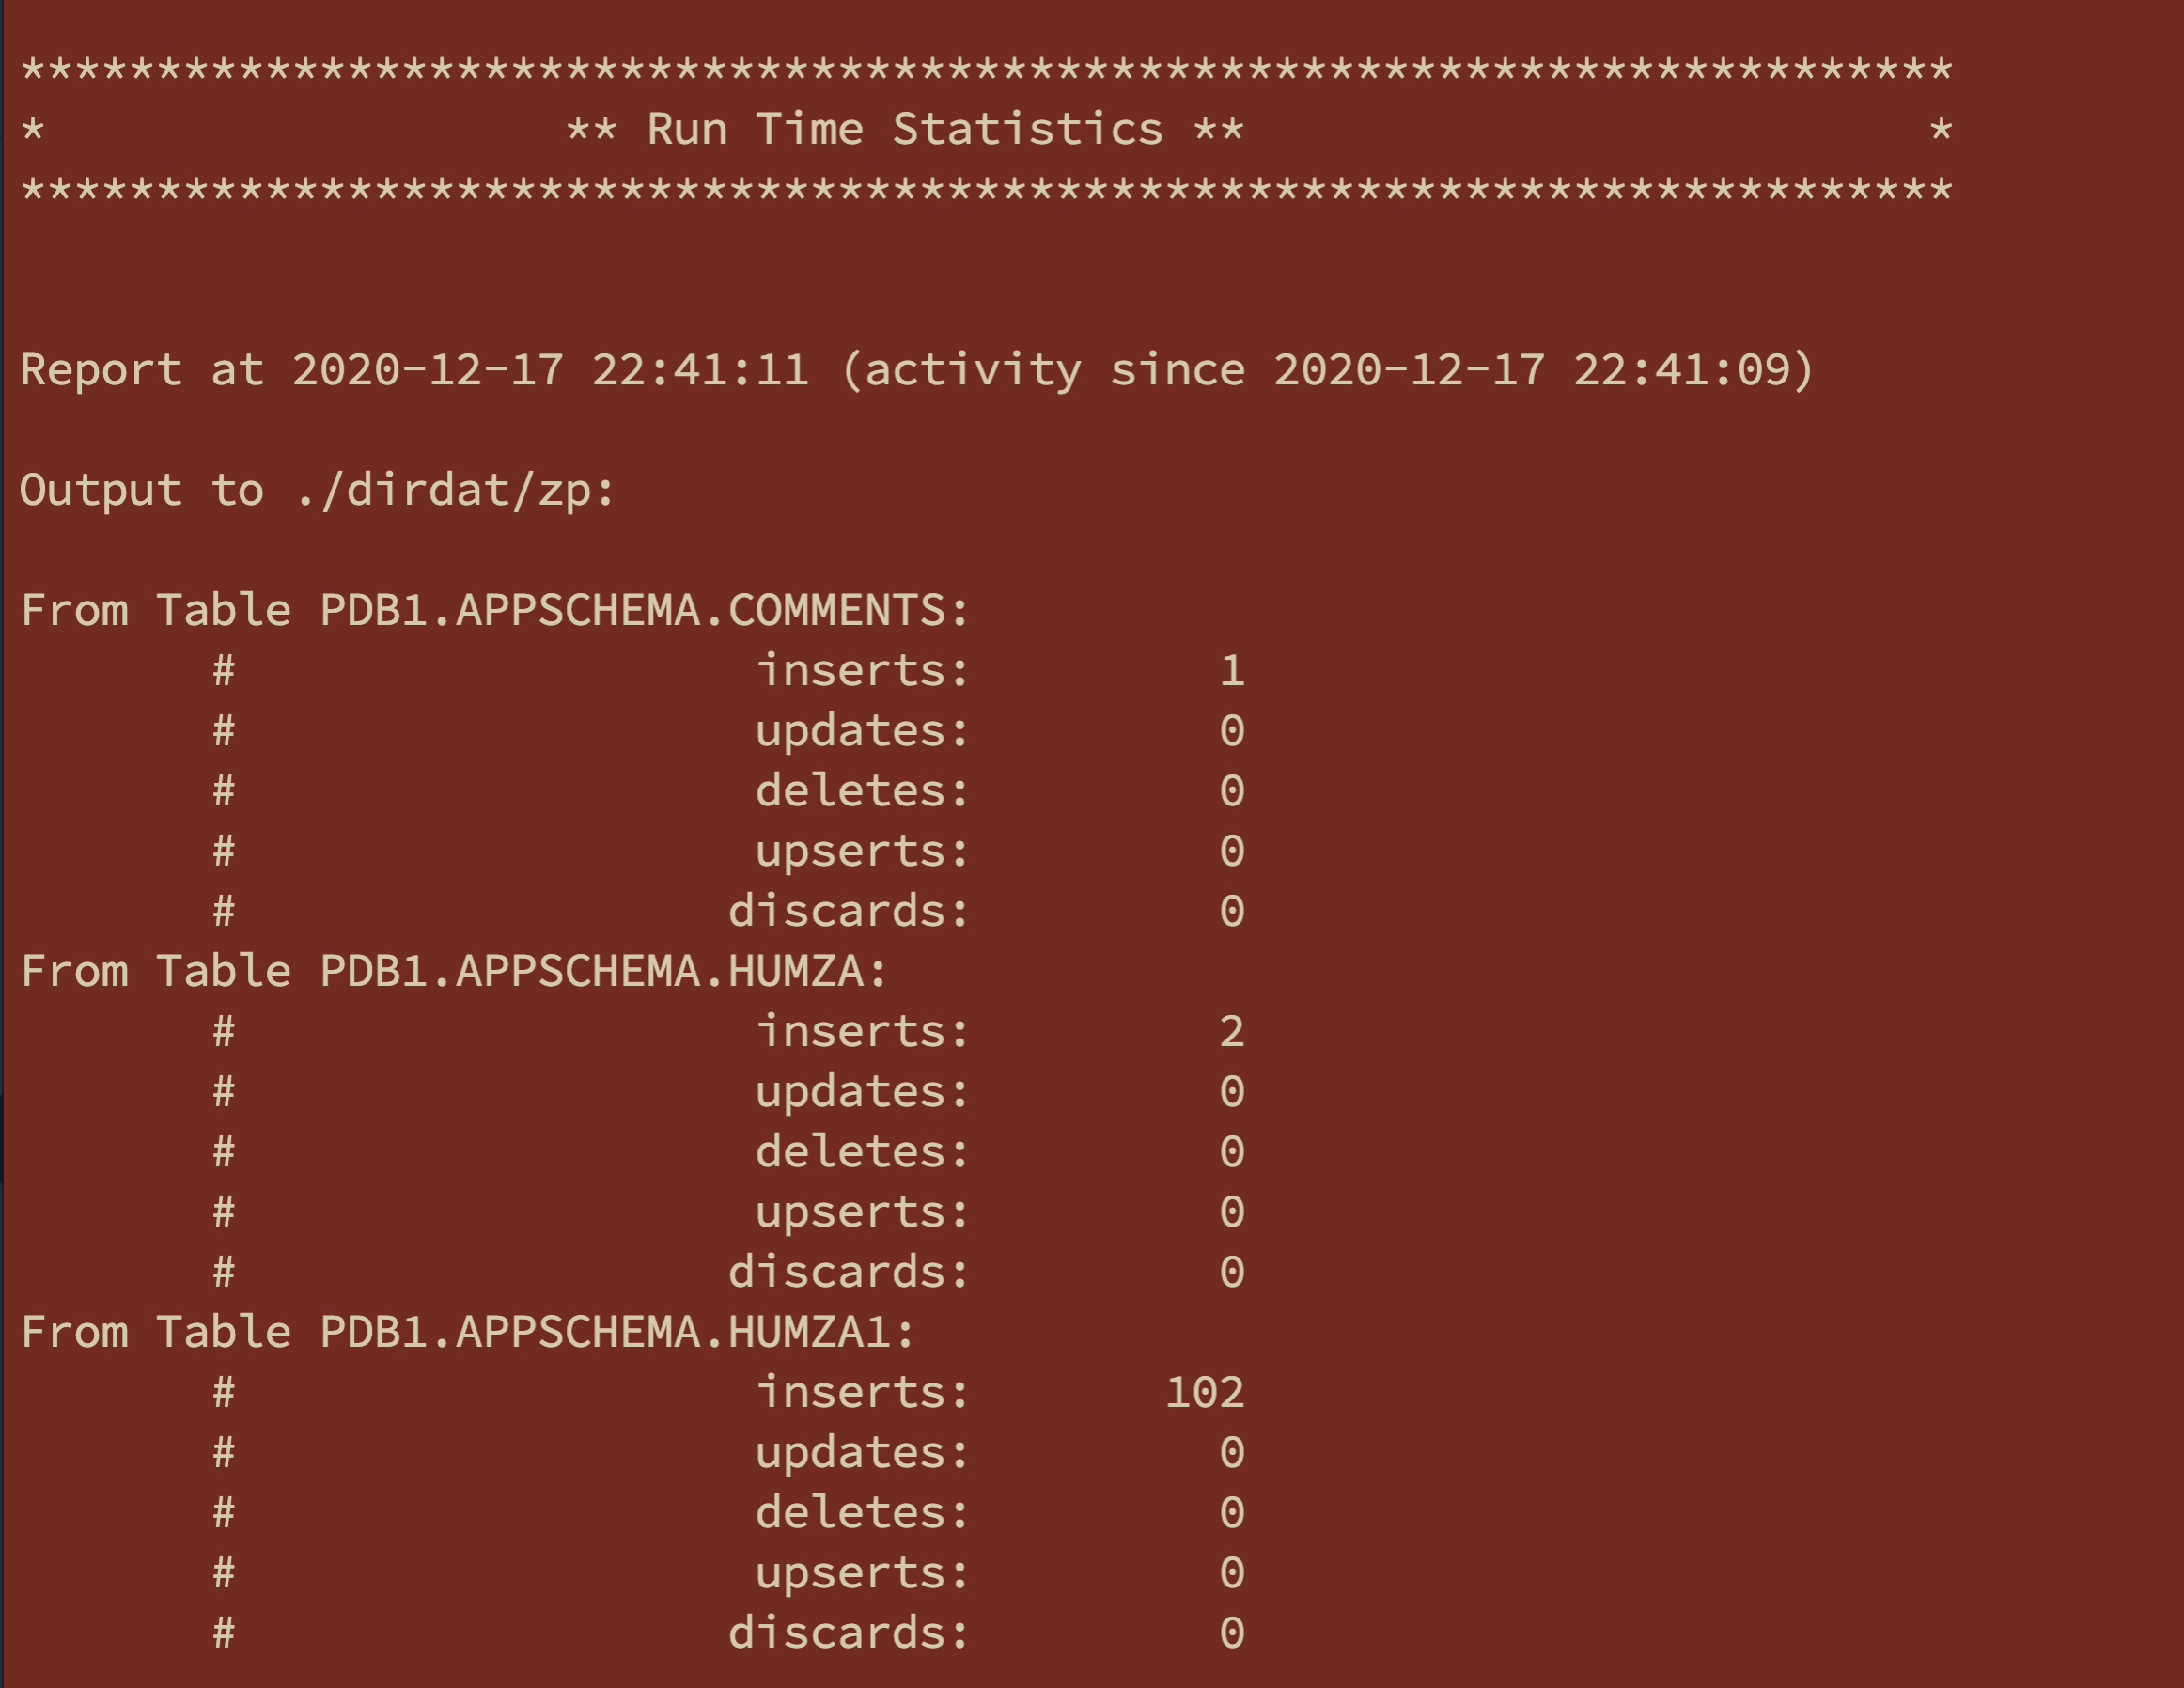 ***********************************************************************
*                   ** Run Time Statistics **                         *
***********************************************************************
Report at 2020-12-17 22:41:11 (activity since 2020-12-17 22:41:09)
Output to ./dirdat/zp:
From Table PDB1.APPSCHEMA.COMMENTS:
       #                   inserts:         1
       #                   updates:         0
       #                   deletes:         0
       #                   upserts:         0
       #                  discards:         0
From Table PDB1.APPSCHEMA.HUMZA:
       #                   inserts:         2
       #                   updates:         0
       #                   deletes:         0
       #                   upserts:         0
       #                  discards:         0
From Table PDB1.APPSCHEMA.HUMZA1:
       #                   inserts:       102
       #                   updates:         0
       #                   deletes:         0
       #                   upserts:         0
       #                  discards:         0